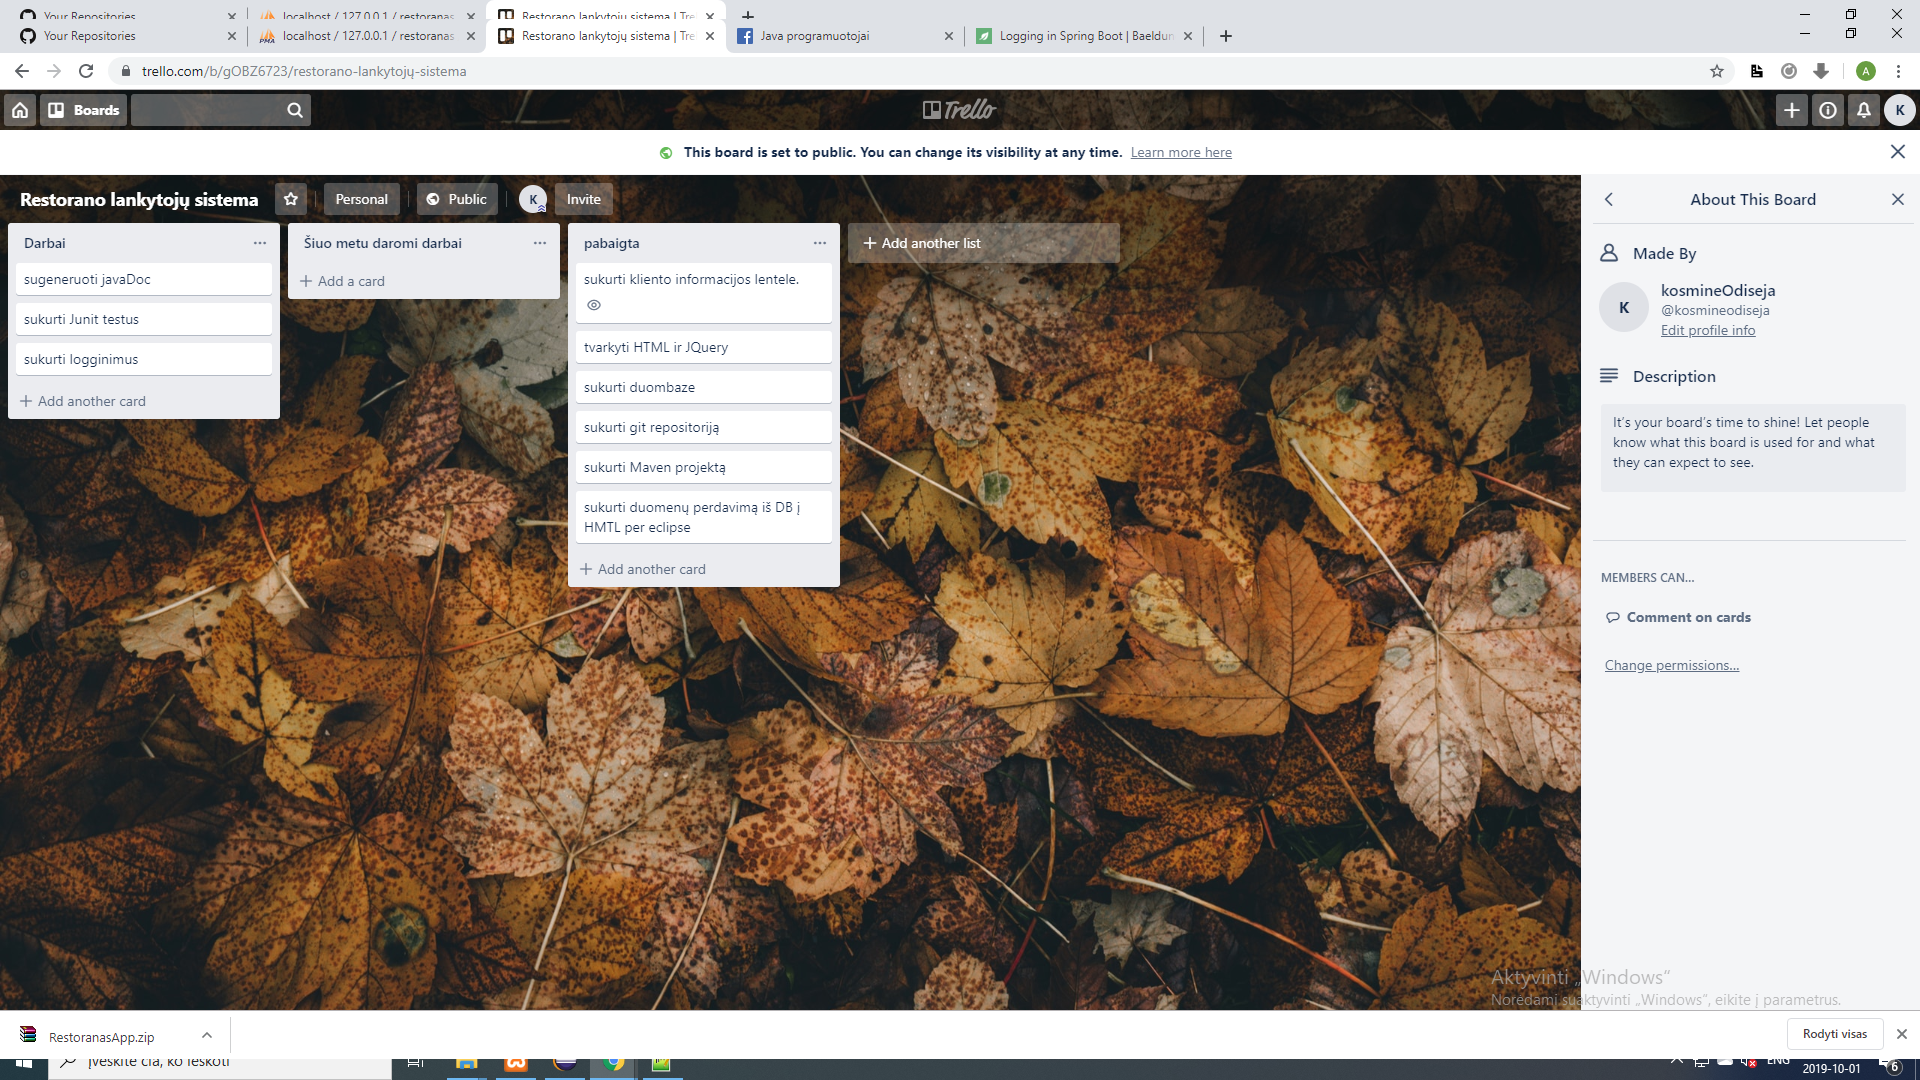 Your Repositories
localhost / 127.0.0.1 / restoranas
Restorano lankytojų sistema | Tre
Your Repositories
localhost / 127.0.0.1 / restoranas
Restorano lankytojų sistema | Tre
Java programuotojai
Logging in Spring Boot | Baeldun
trello.com/b/gOBZ6723/restorano-lankytojų-sistema
A
Boards
Trello
K
This board is set to public. You can change its visibility at any time. Learn more here
Restorano lankytojų sistema
Personal
Public
K
Invite
Darbai
sugeneruoti javaDoc
sukurti Junit testus
sukurti logginimus
Add another card
Šiuo metu daromi darbai
Add a card
pabaigta
sukurti kliento informacijos lentele.
tvarkyti HTML ir JQuery
sukurti duombaze
sukurti git repositoriją
sukurti Maven projektą
sukurti duomenų perdavimą iš DB į
HMTL per eclipse
Add another card
Add another list
About This Board
Made By
K
kosmineOdiseja
@kosmineodiseja
Edit profile info
Description
It's your board's time to shine! Let people
know what this board is used for and what
they can expect to see.
MEMBERS CAN...
Comment on cards
Change permissions...
Aktyvinti „Windows“
Norėdami suaktyvinti „Windows“, eikite į parametrus.
RestoranasApp.zip
Rodyti visas
Įveskite čia, ko ieškoti
ENG
2019-10-01
6